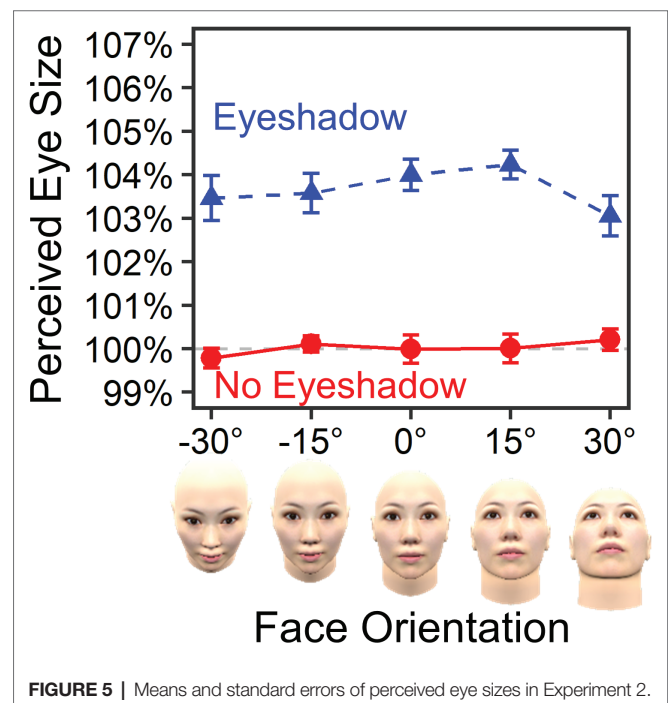 Perceived Eye Size
107%
106%
105%
104%
103%
102%
101%
100%
99%
Eyeshadow
No Eyeshadow
-30° -15° 0° 15° 30°
Face Orientation
FIGURE 5 | Means and standard errors of perceived eye sizes in Experiment 2.